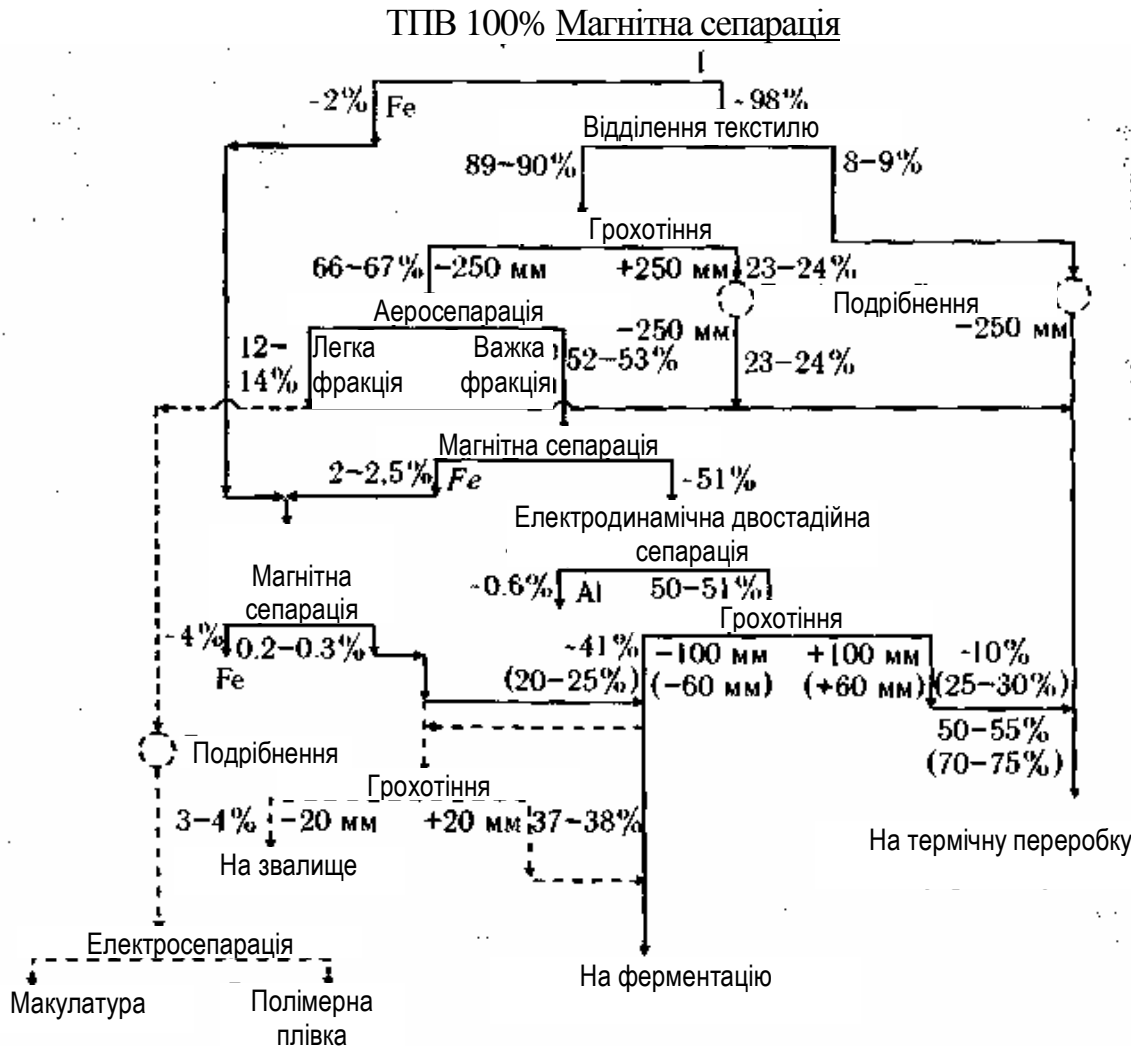 ТПВ 100% Магнітна сепарація
~2% Fe ~98%
Відділення текстилю
89~90% 8-9%
Грохотіння
66~67% -250 мм +250 мм 23-24%
Аеросепарація Подрібнення
-250 мм -250 мм
12- Легка Важка 52-53% 23-24%
14% фракція фракція
Магнітна сепарація
2-2,5% Fe ~51%
Електродинамічна двостадійна
сепарація
Магнітна ~0.6% Al 50-51%
сепарація Грохотіння
~4% 0.2-0.3% ~41% -100 мм +100 мм ~10%
Fe (20-25%) (-60 мм) (+60 мм) (25-30%)
50-55%
Подрібнення (70-75%)
Грохотіння
3-4% -20 мм +20 мм 37-38%
На звалище На термічну переробку
Електросепарація
На ферментацію
Макулатура Полімерна
плівка